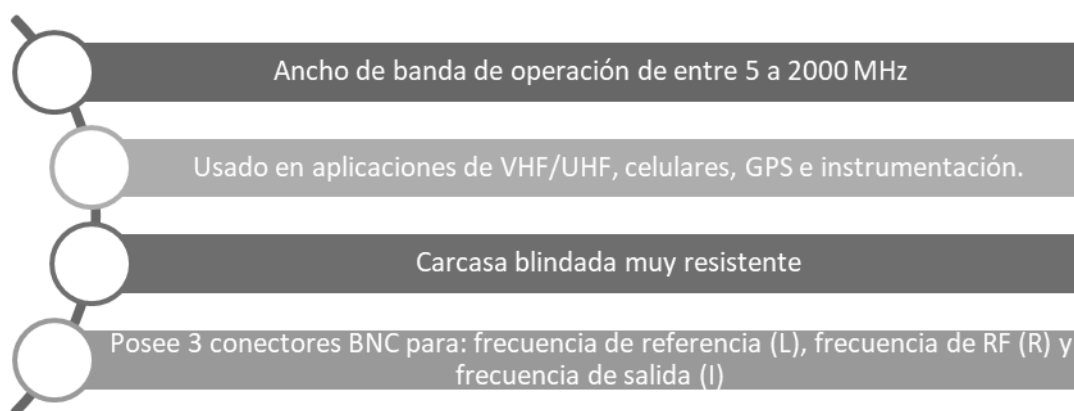 Ancho de banda de operación de entre 5 a 2000 MHz
Usado en aplicaciones de VHF/UHF, celulares, GPS e instrumentación.
Carcasa blindada muy resistente
Posee 3 conectores BNC para: frecuencia de referencia (L), frecuencia de RF (R) y
frecuencia de salida (I)